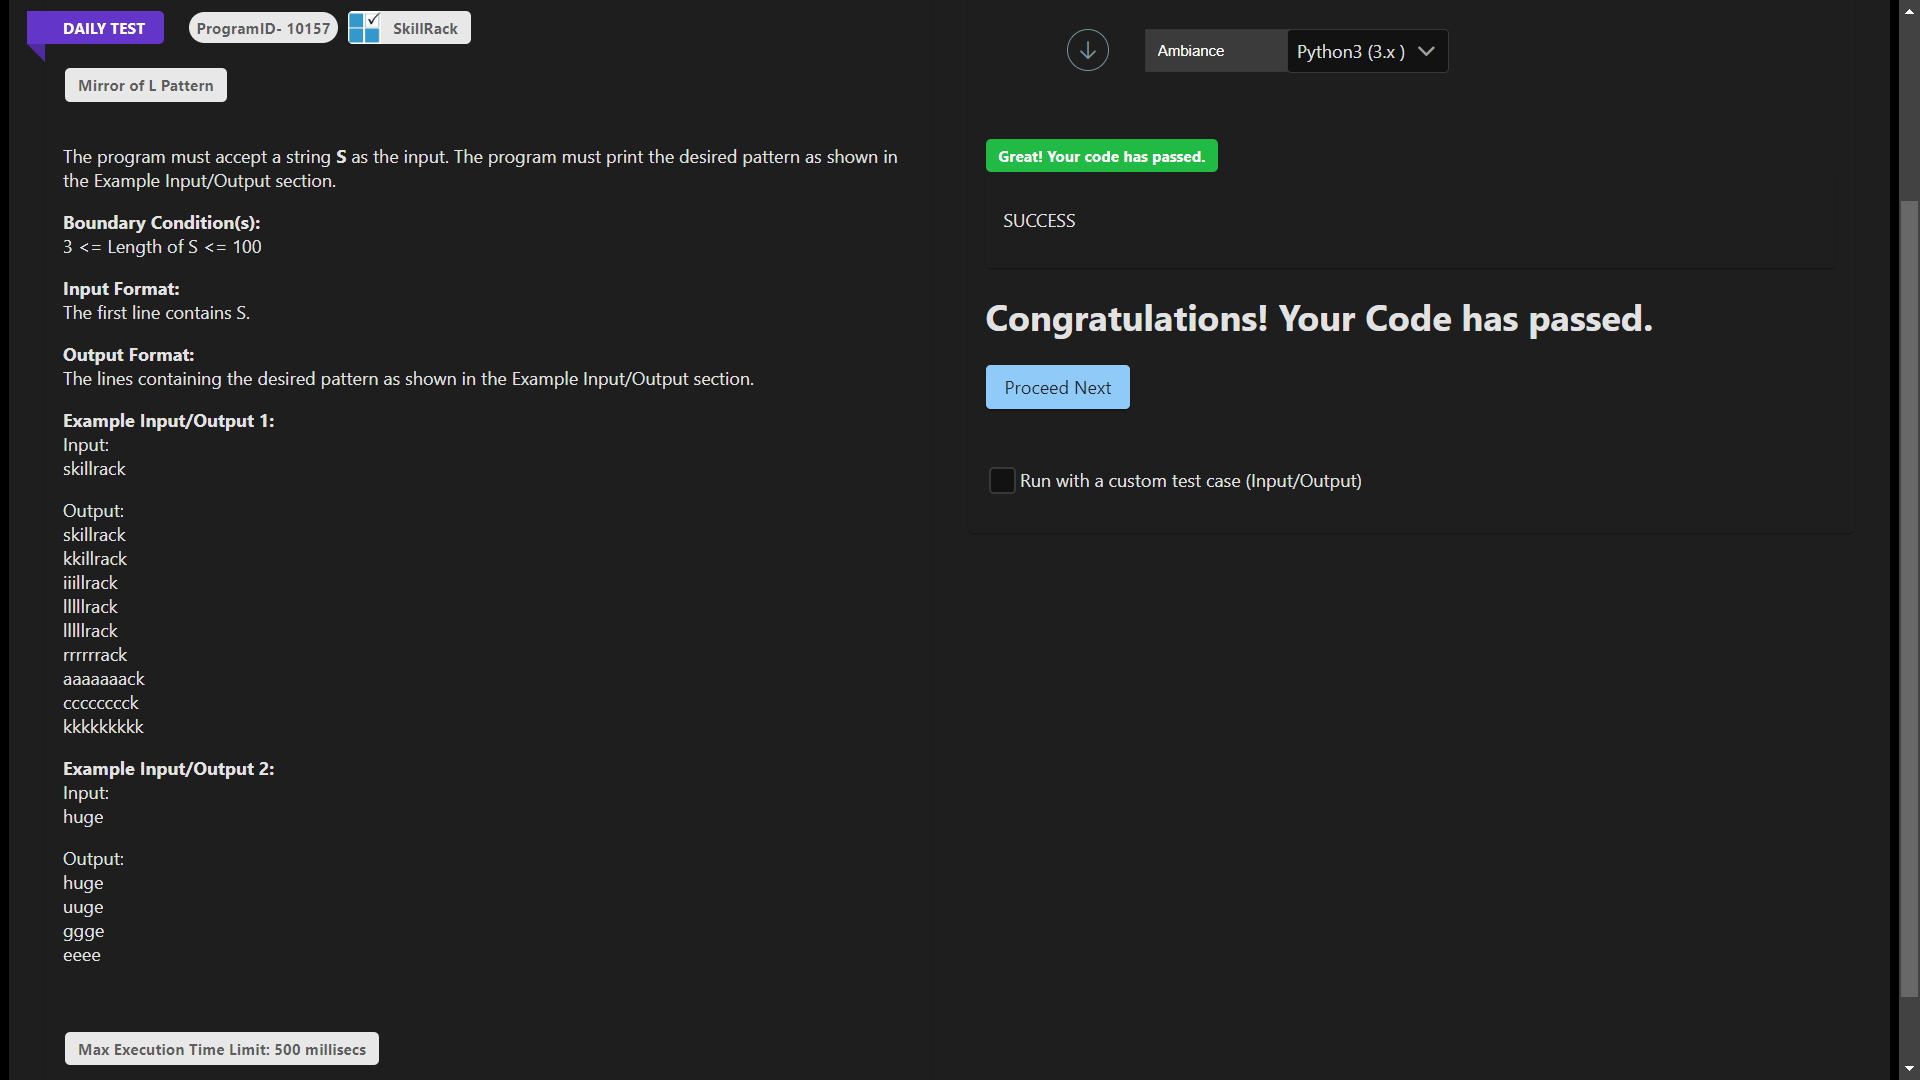 DAILY TEST
ProgramID- 10157
SkillRack
Mirror of L Pattern
The program must accept a string S as the input. The program must print the desired pattern as shown in
the Example Input/Output section.
Boundary Condition(s):
3 <= Length of S <= 100
Input Format:
The first line contains S.
Output Format:
The lines containing the desired pattern as shown in the Example Input/Output section.
Example Input/Output 1:
Input:
skillrack
Output:
skillrack
kkillrack
iiillrack
lllllrack
lllllrack
rrrrrrack
aaaaaaack
cccccccck
kkkkkkkkk
Example Input/Output 2:
Input:
huge
Output:
huge
uuge
ggge
eeee
Max Execution Time Limit: 500 millisecs
Ambiance
Python3 (3.x )
Great! Your code has passed.
SUCCESS
Congratulations! Your Code has passed.
Proceed Next
Run with a custom test case (Input/Output)